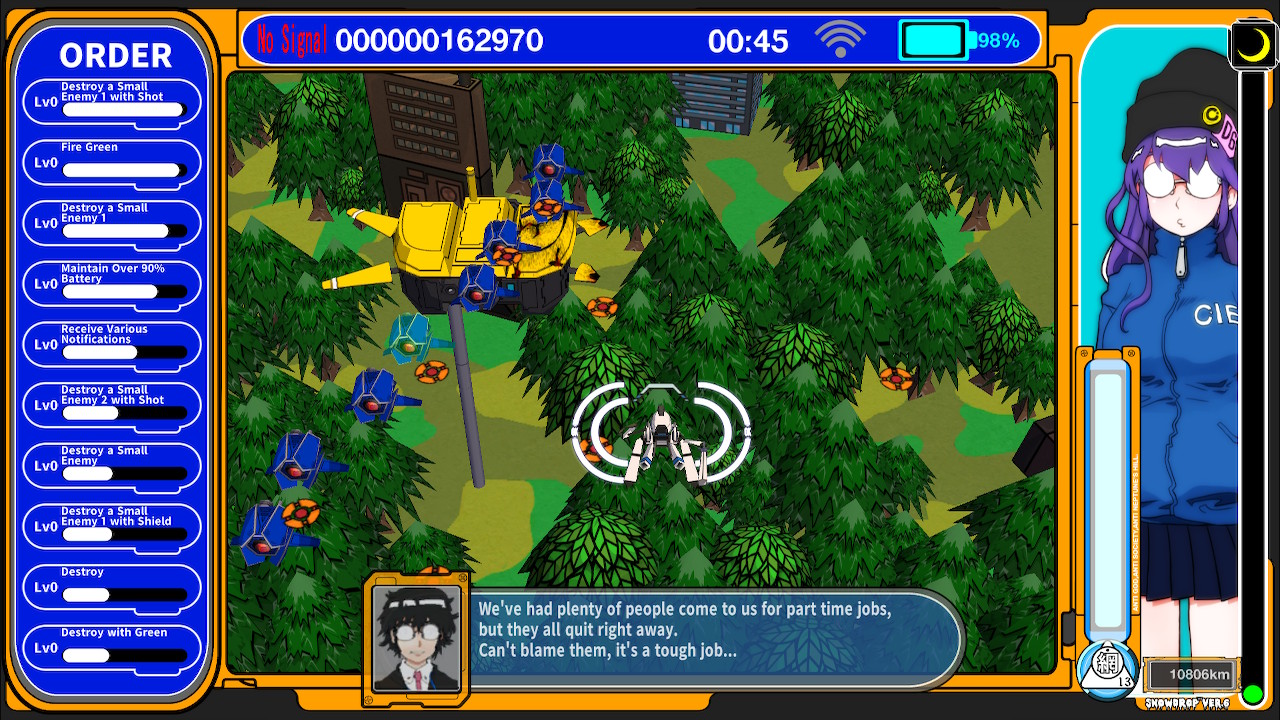 ORDER
Lv0 Destroy a Small
Enemy 1 with Shot
Lv0 Fire Green
Lv0 Destroy a Small
Enemy 1
Lv0 Maintain Over 90%
Battery
Lv0 Receive Various
Notifications
Lv0 Destroy a Small
Enemy 2 with Shot
Lv0 Destroy a Small
Enemy
Lv0 Destroy a Small
Enemy 1 with Shield
Lv0 Destroy
Lv0 Destroy with Green
No Signal 000000162970 00:45 98%
We've had plenty of people come to us for part time jobs,
but they all quit right away.
Can't blame them, it's a tough job...
CIE
網
13
10806km
SNOWDROP VER.6